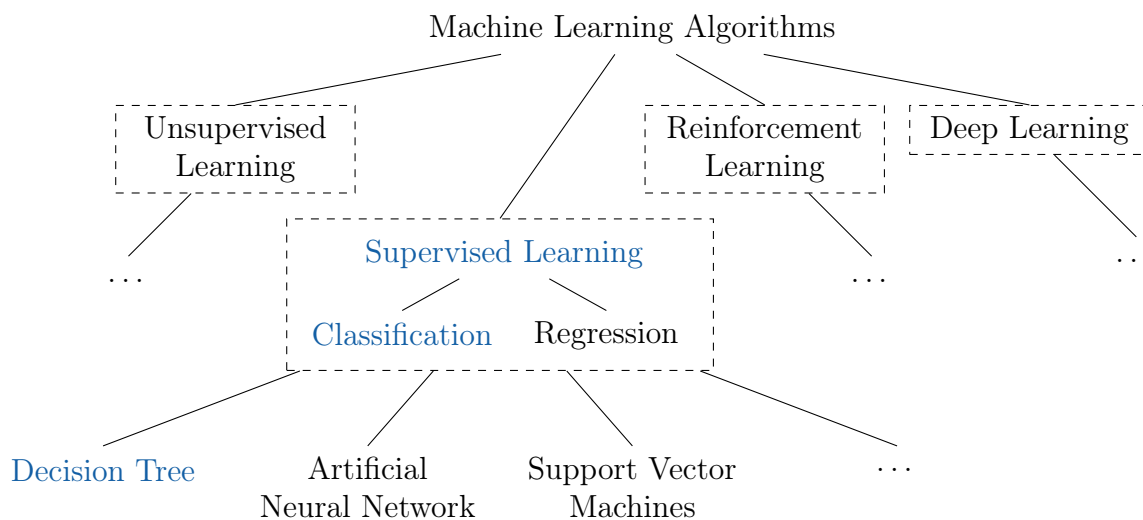 Machine Learning Algorithms
Unsupervised
Learning
Reinforcement
Learning
Deep Learning
...
Supervised Learning
...
...
Classification
Regression
Decision Tree
Artificial
Neural Network
Support Vector
Machines
...